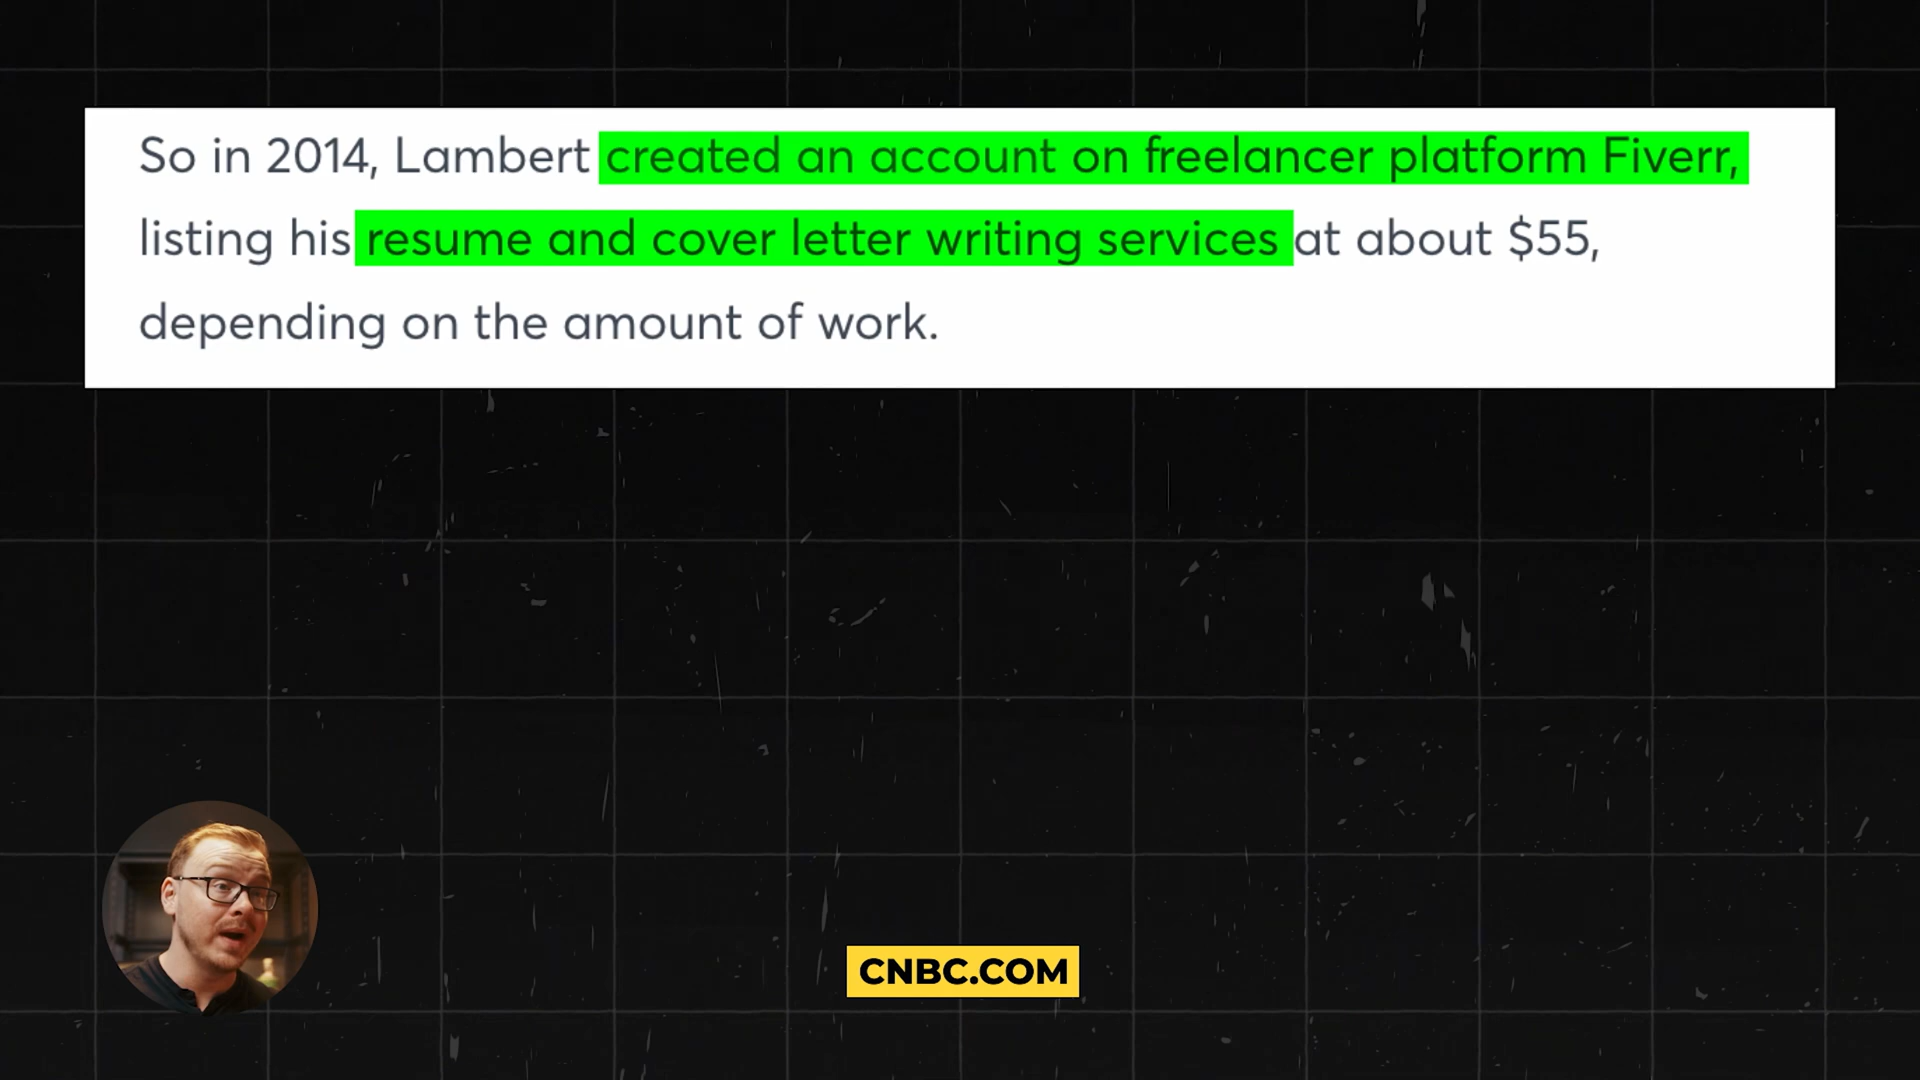 So in 2014, Lambert created an account on freelancer platform Fiverr,
listing his resume and cover letter writing services at about $55,
depending on the amount of work.
CNBC.COM